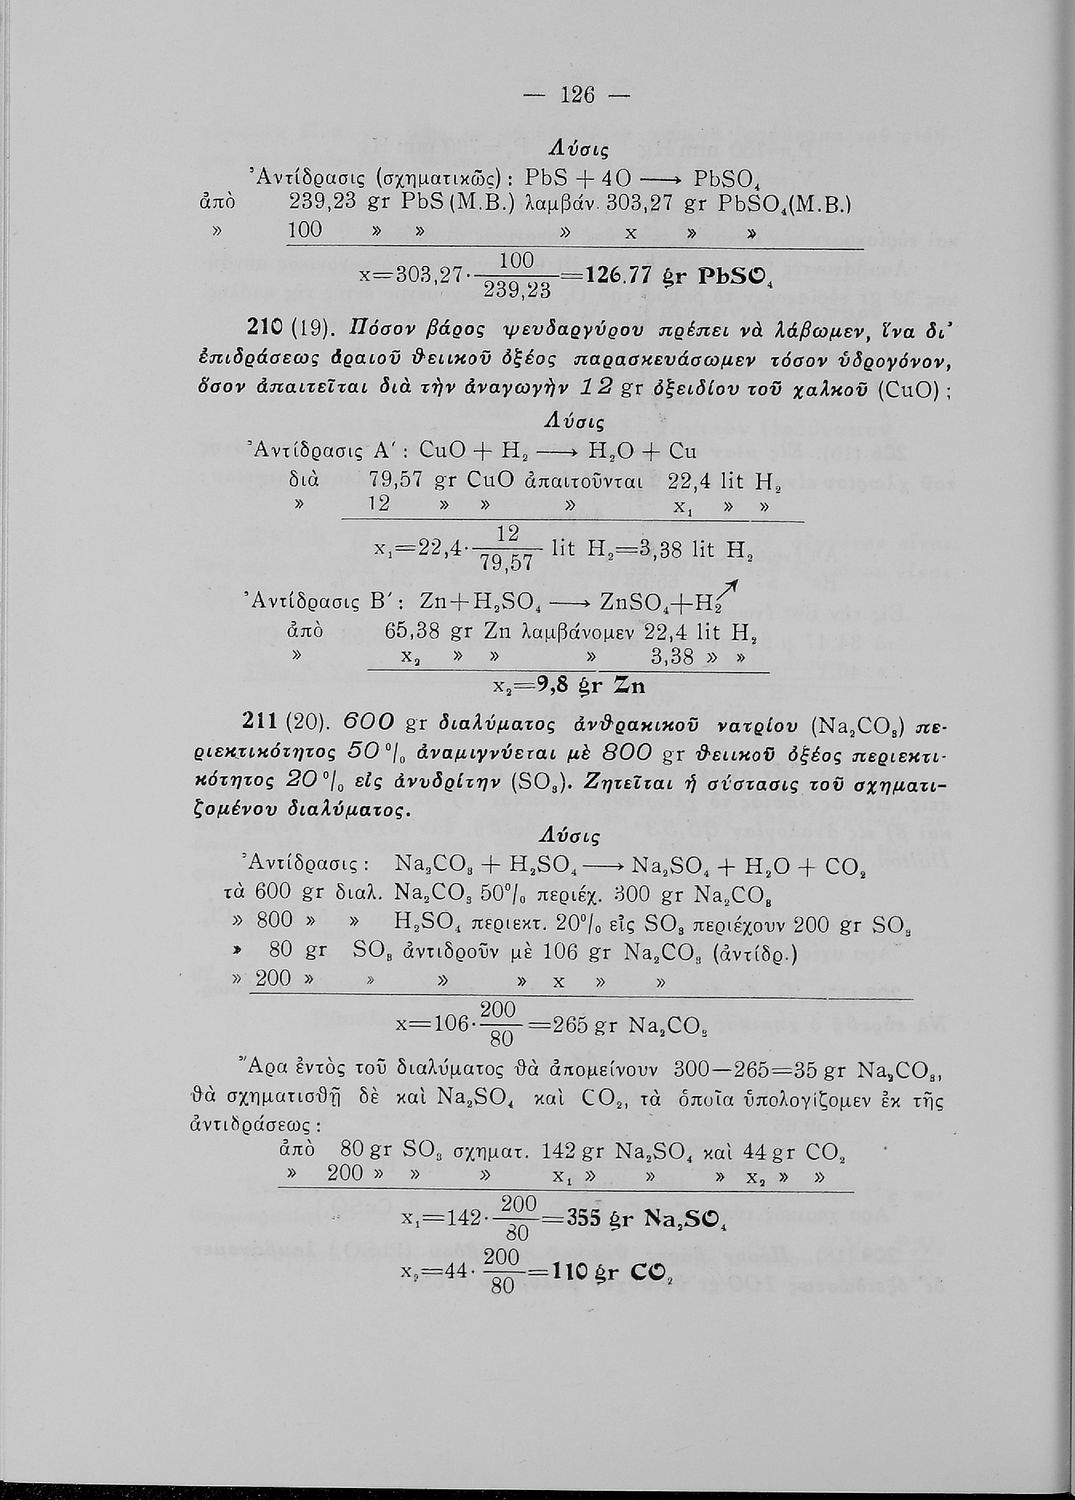 — 126 —
Λύσις
Ἀντίδρασις (σχηματικῶς) : PbS + 4O ⟶ PbSO₄
ἀπὸ 239,23 gr PbS (M.B.) λαμβάν. 303,27 gr PbSO₄ (M.B.)
» 100 » » » x » »
x=303,27· 100/239,23 =126.77 gr PbSO₄
210 (19). Πόσον βάρος ψευδαργύρου πρέπει νὰ λάβωμεν, ἵνα δι᾽
ἐπιδράσεως ἀραιοῦ θειικοῦ ὀξέος παρασκευάσωμεν τόσον ὑδρογόνον,
ὅσον ἀπαιτεῖται διὰ τὴν ἀναγωγὴν 12 gr ὀξειδίου τοῦ χαλκοῦ (CuO) ;
Λύσις
Ἀντίδρασις Α′ : CuO + H₂ ⟶ H₂O + Cu
διὰ 79,57 gr CuO ἀπαιτοῦνται 22,4 lit H₂
» 12 » » » x₁ » »
x₁=22,4· 12/79,57 lit H₂=3,38 lit H₂
Ἀντίδρασις Β′ : Zn+H₂SO₄ ⟶ ZnSO₄+H₂↗
ἀπὸ 65,38 gr Zn λαμβάνομεν 22,4 lit H₂
» x₂ » » » 3,38 » »
x₂=9,8 gr Zn
211 (20). 600 gr διαλύματος ἀνθρακικοῦ νατρίου (Na₂CO₃) πε-
ριεκτικότητος 50 °/₀ ἀναμιγνύεται μὲ 800 gr θειικοῦ ὀξέος περιεκτι-
κότητος 20 °/₀ εἰς ἀνυδρίτην (SO₃). Ζητεῖται ἡ σύστασις τοῦ σχηματι-
ζομένου διαλύματος.
Λύσις
Ἀντίδρασις : Na₂CO₃ + H₂SO₄ ⟶ Na₂SO₄ + H₂O + CO₂
τὰ 600 gr διαλ. Na₂CO₃ 50°/₀ περιέχ. 300 gr Na₂CO₃
» 800 » » H₂SO₄ περιεκτ. 20°/₀ εἰς SO₃ περιέχουν 200 gr SO₃
» 80 gr SO₃ ἀντιδροῦν μὲ 106 gr Na₂CO₃ (ἀντίδρ.)
» 200 » » » » x » »
x=106· 200/80 =265 gr Na₂CO₃
Ἄρα ἐντὸς τοῦ διαλύματος θὰ ἀπομείνουν 300—265=35 gr Na₂CO₃,
θὰ σχηματισθῇ δὲ καὶ Na₂SO₄ καὶ CO₂, τὰ ὁποῖα ὑπολογίζομεν ἐκ τῆς
ἀντιδράσεως :
ἀπὸ 80 gr SO₃ σχηματ. 142 gr Na₂SO₄ καὶ 44 gr CO₂
» 200 » » » x₁ » » » x₂ » »
x₁=142· 200/80 =355 gr Na₂SO₄
x₂=44· 200/80 =110 gr CO₂